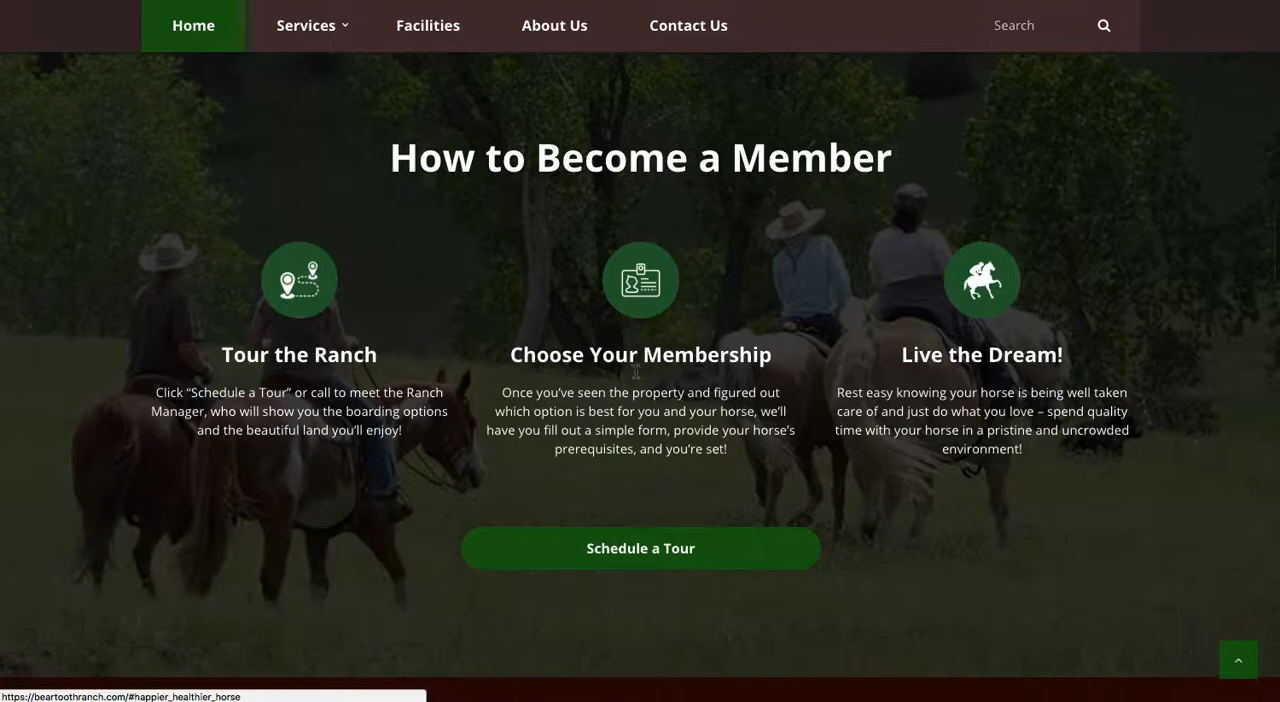 Home Services Facilities About Us Contact Us Search
How to Become a Member
Tour the Ranch
Click “Schedule a Tour” or call to meet the Ranch
Manager, who will show you the boarding options
and the beautiful land you’ll enjoy!
Choose Your Membership
Once you’ve seen the property and figured out
which option is best for you and your horse, we’ll
have you fill out a simple form, provide your horse’s
prerequisites, and you’re set!
Live the Dream!
Rest easy knowing your horse is being well taken
care of and just do what you love – spend quality
time with your horse in a pristine and uncrowded
environment!
Schedule a Tour
https://beartoothranch.com/#happier_healthier_horse